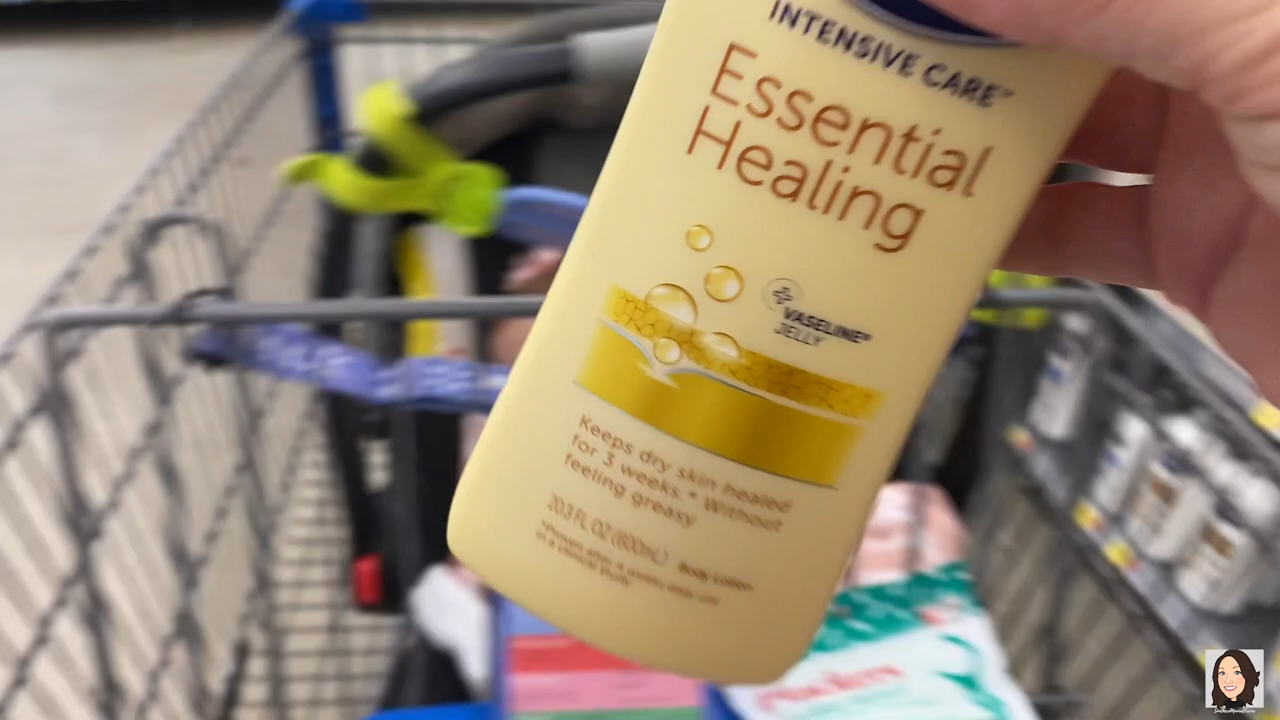 INTENSIVE CARE™
Essential
Healing
VASELINE®
JELLY
Keeps dry skin healed
for 3 weeks * Without
feeling greasy
20.3 FL OZ (600mL) Body Lotion